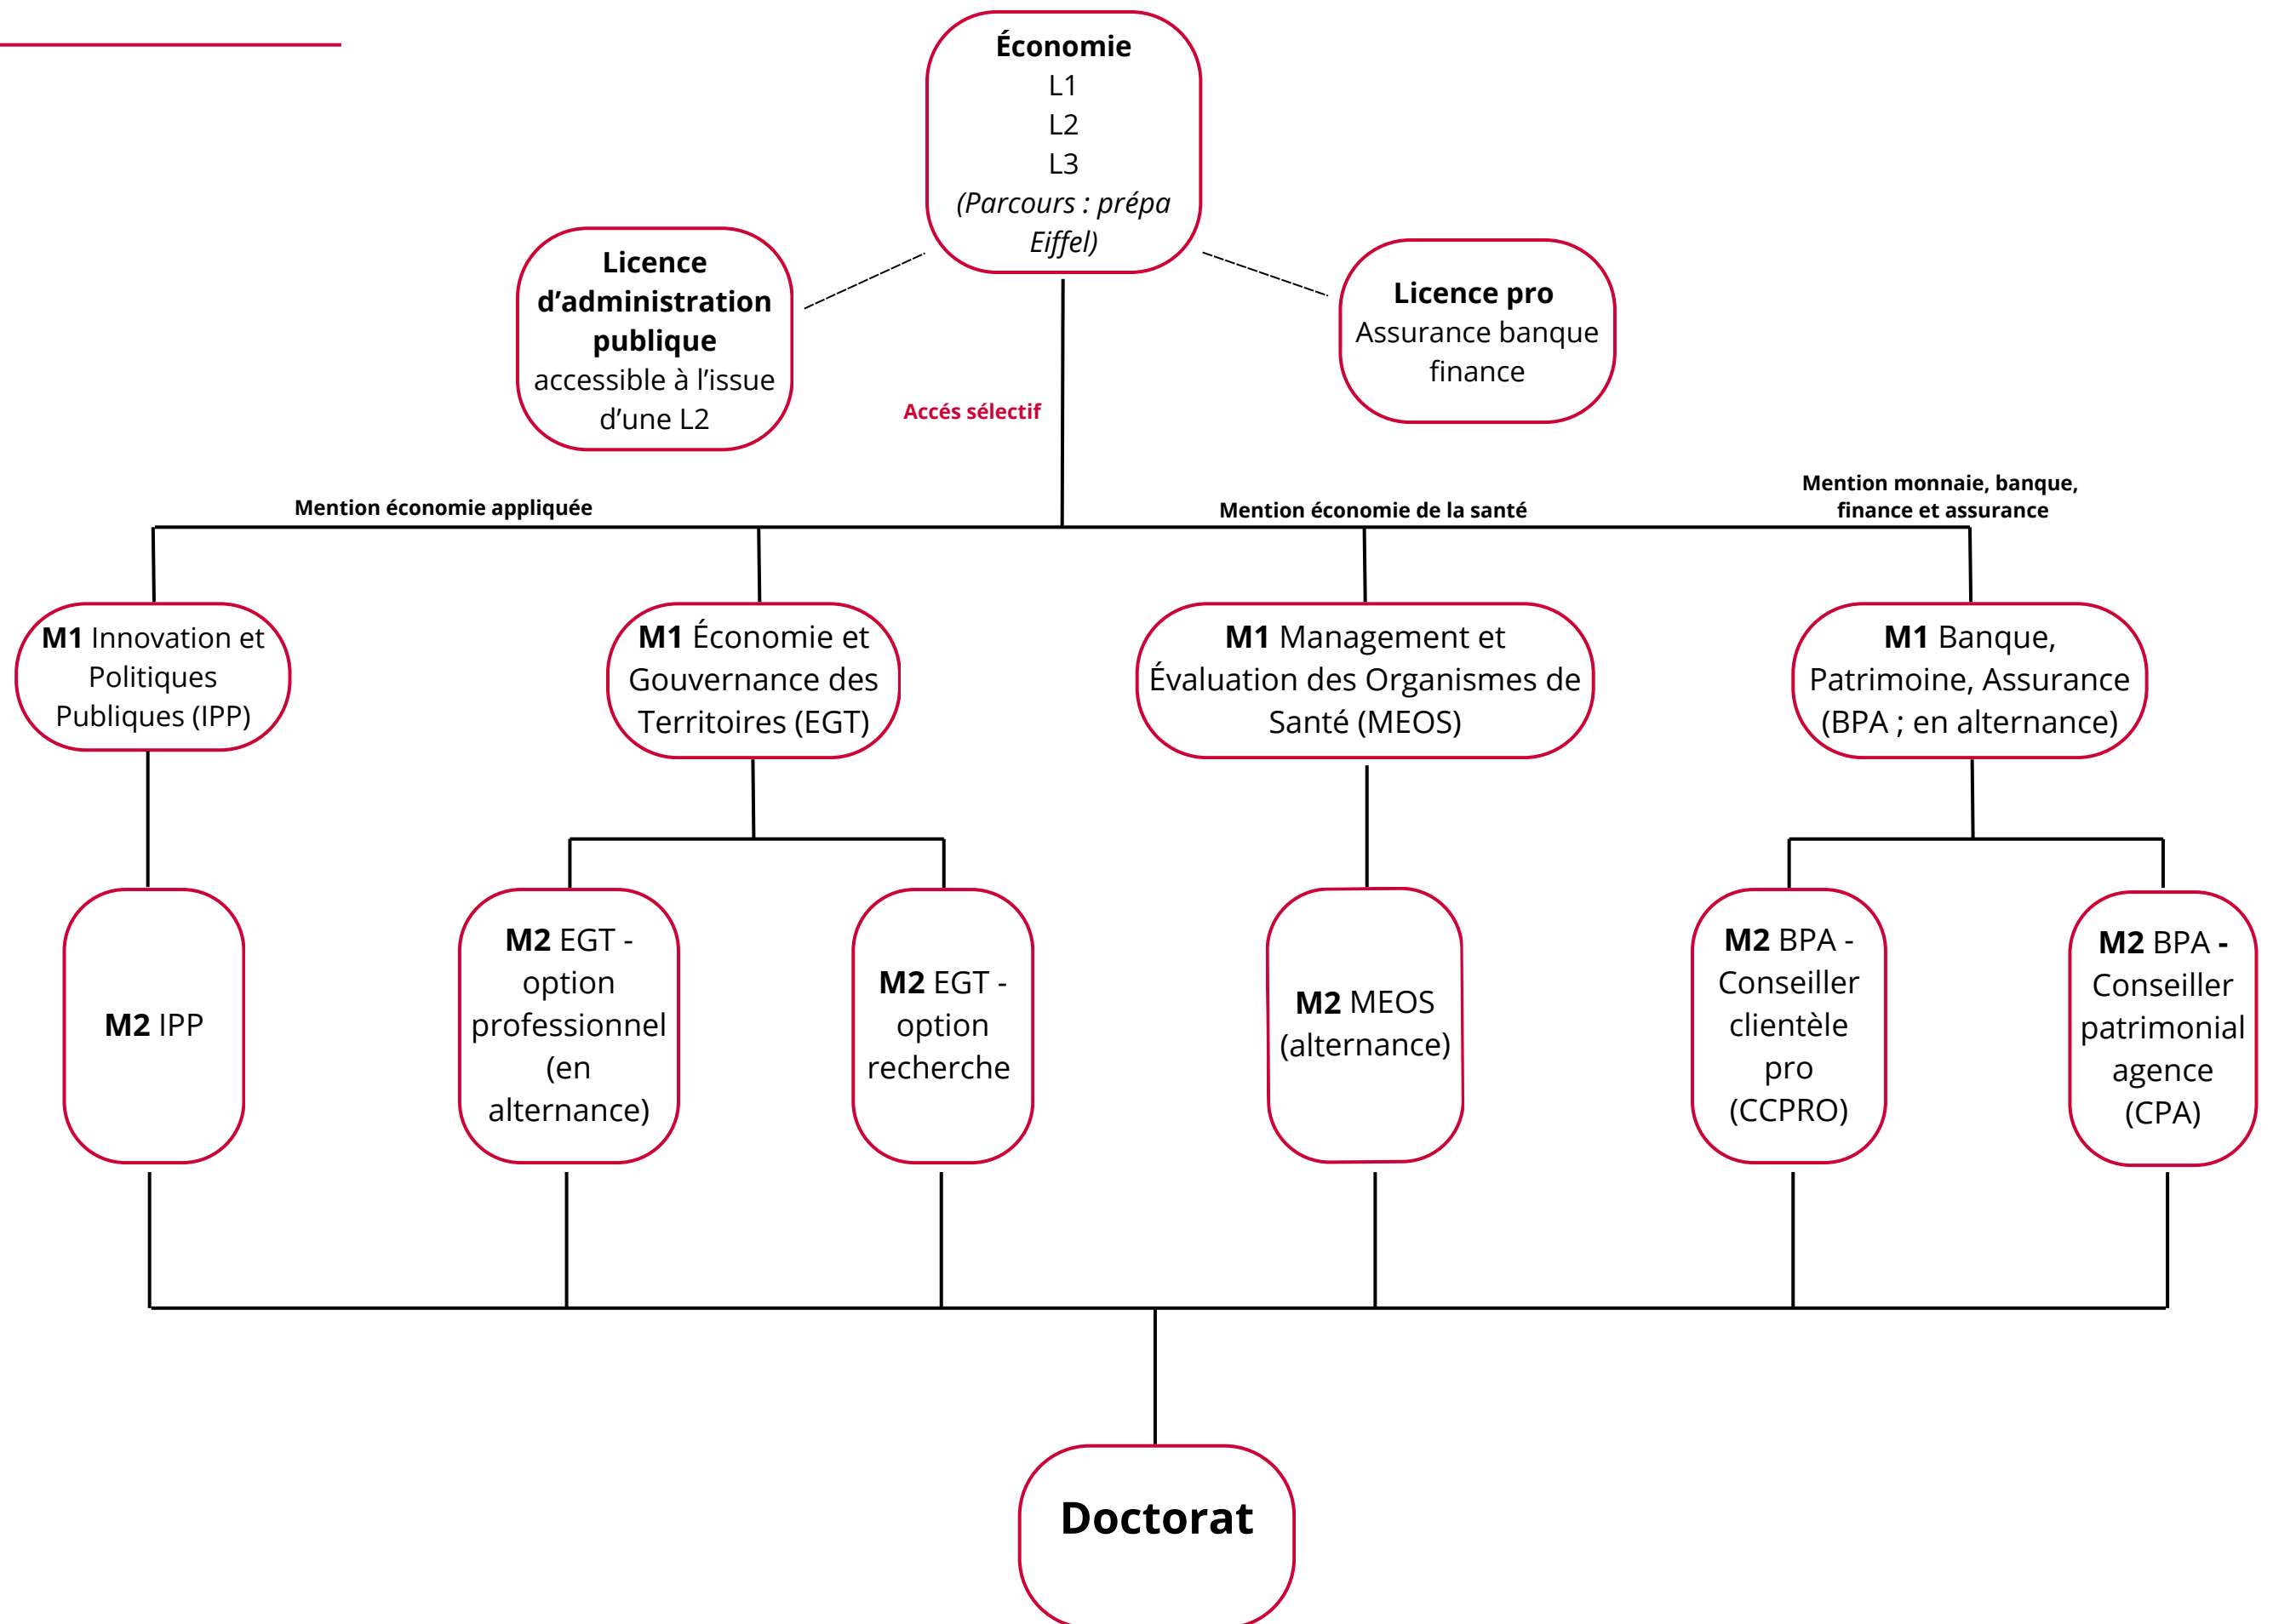 Économie
L1
L2
L3
(Parcours : prépa
Eiffel)
Licence
d’administration
publique
accessible à l’issue
d’une L2
Licence pro
Assurance banque
finance
Accés sélectif
Mention économie appliquée
Mention économie de la santé
Mention monnaie, banque,
finance et assurance
M1 Innovation et
Politiques
Publiques (IPP)
M1 Économie et
Gouvernance des
Territoires (EGT)
M1 Management et
Évaluation des Organismes de
Santé (MEOS)
M1 Banque,
Patrimoine, Assurance
(BPA ; en alternance)
M2 IPP
M2 EGT -
option
professionnel
(en
alternance)
M2 EGT -
option
recherche
M2 MEOS
(alternance)
M2 BPA -
Conseiller
clientèle
pro
(CCPRO)
M2 BPA -
Conseiller
patrimonial
agence
(CPA)
Doctorat